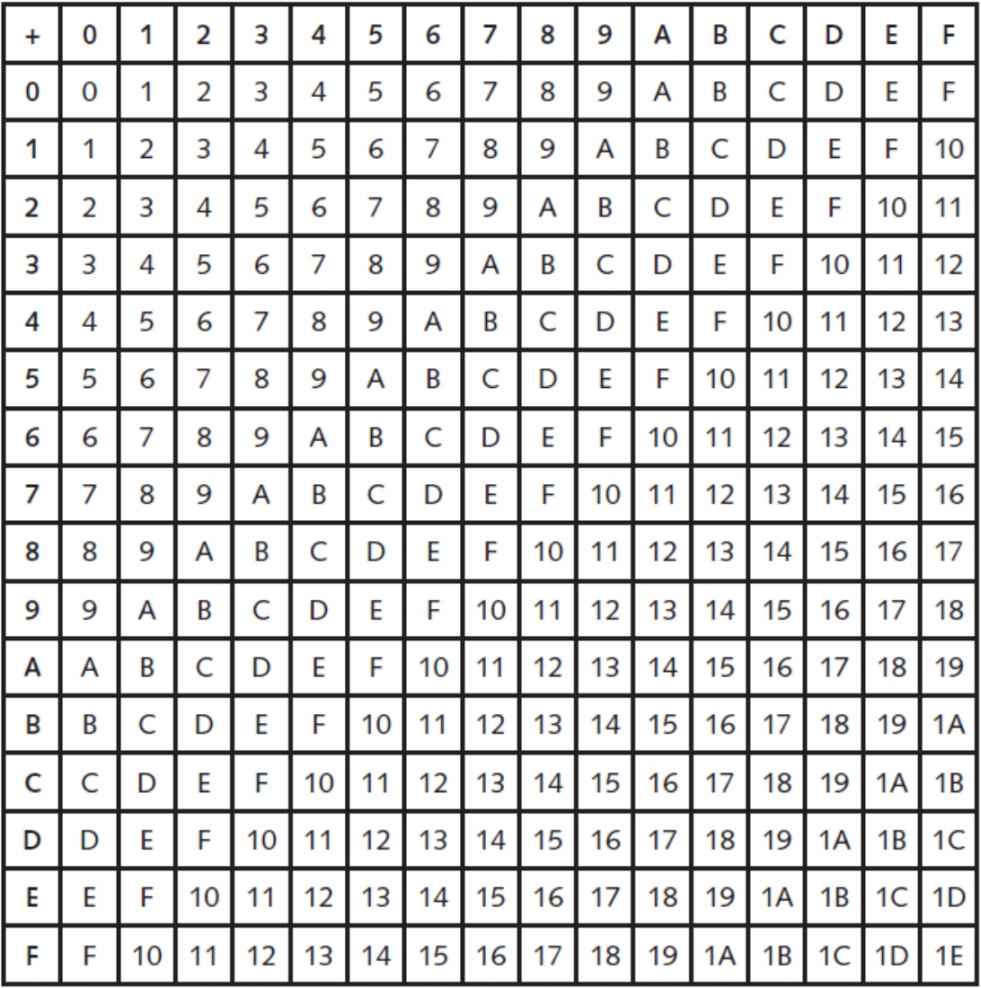 + 0 1 2 3 4 5 6 7 8 9 A B C D E F
0 0 1 2 3 4 5 6 7 8 9 A B C D E F
1 1 2 3 4 5 6 7 8 9 A B C D E F 10
2 2 3 4 5 6 7 8 9 A B C D E F 10 11
3 3 4 5 6 7 8 9 A B C D E F 10 11 12
4 4 5 6 7 8 9 A B C D E F 10 11 12 13
5 5 6 7 8 9 A B C D E F 10 11 12 13 14
6 6 7 8 9 A B C D E F 10 11 12 13 14 15
7 7 8 9 A B C D E F 10 11 12 13 14 15 16
8 8 9 A B C D E F 10 11 12 13 14 15 16 17
9 9 A B C D E F 10 11 12 13 14 15 16 17 18
A A B C D E F 10 11 12 13 14 15 16 17 18 19
B B C D E F 10 11 12 13 14 15 16 17 18 19 1A
C C D E F 10 11 12 13 14 15 16 17 18 19 1A 1B
D D E F 10 11 12 13 14 15 16 17 18 19 1A 1B 1C
E E F 10 11 12 13 14 15 16 17 18 19 1A 1B 1C 1D
F F 10 11 12 13 14 15 16 17 18 19 1A 1B 1C 1D 1E